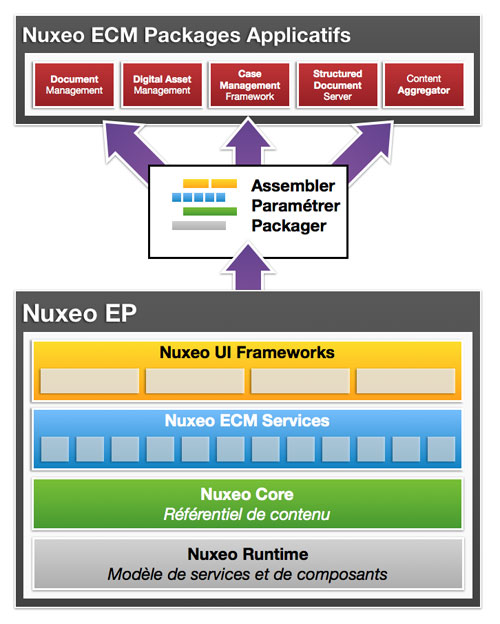 Nuxeo ECM Packages Applicatifs
Document
Management
Digital Asset
Management
Case
Management
Framework
Structured
Document
Server
Content
Aggregator
Assembler
Paramétrer
Packager
Nuxeo EP
Nuxeo UI Frameworks
Nuxeo ECM Services
Nuxeo Core
Référentiel de contenu
Nuxeo Runtime
Modèle de services et de composants